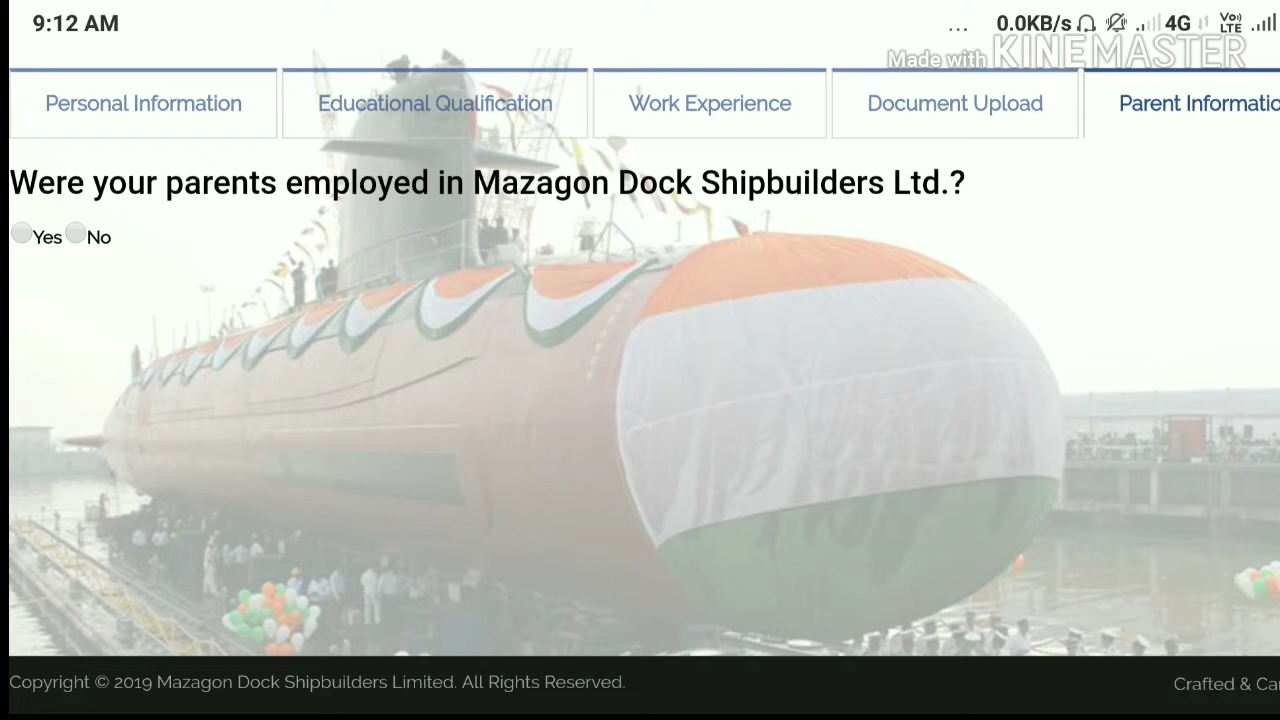 9:12 AM
... 0.0KB/s 4G Vo) LTE
Made with KINEMASTER
Personal Information
Educational Qualification
Work Experience
Document Upload
Parent Informatio
Were your parents employed in Mazagon Dock Shipbuilders Ltd.?
Yes No
Copyright © 2019 Mazagon Dock Shipbuilders Limited. All Rights Reserved.
Crafted & Ca